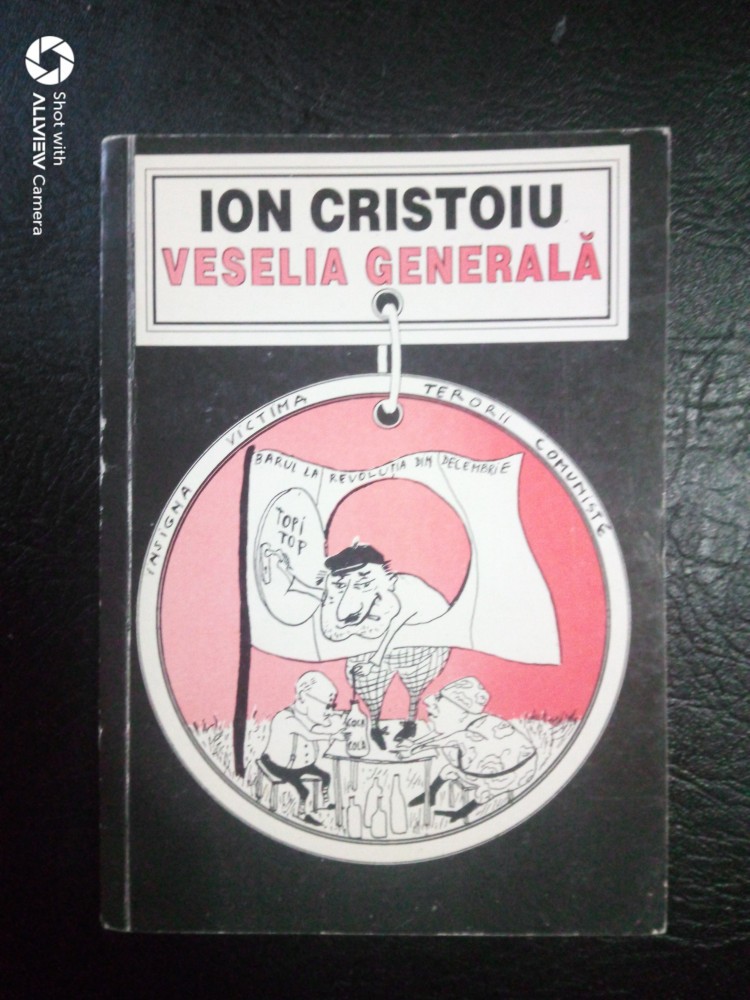 ION CRISTOIU
VESELIA GENERALĂ
INSIGNA VICTIMA TERORII COMUNISTE
BARUL LA REVOLUȚIA DIN DECEMBRIE
TOPI
TOP
COCA
COLA
Shot with
ALLVIEW Camera